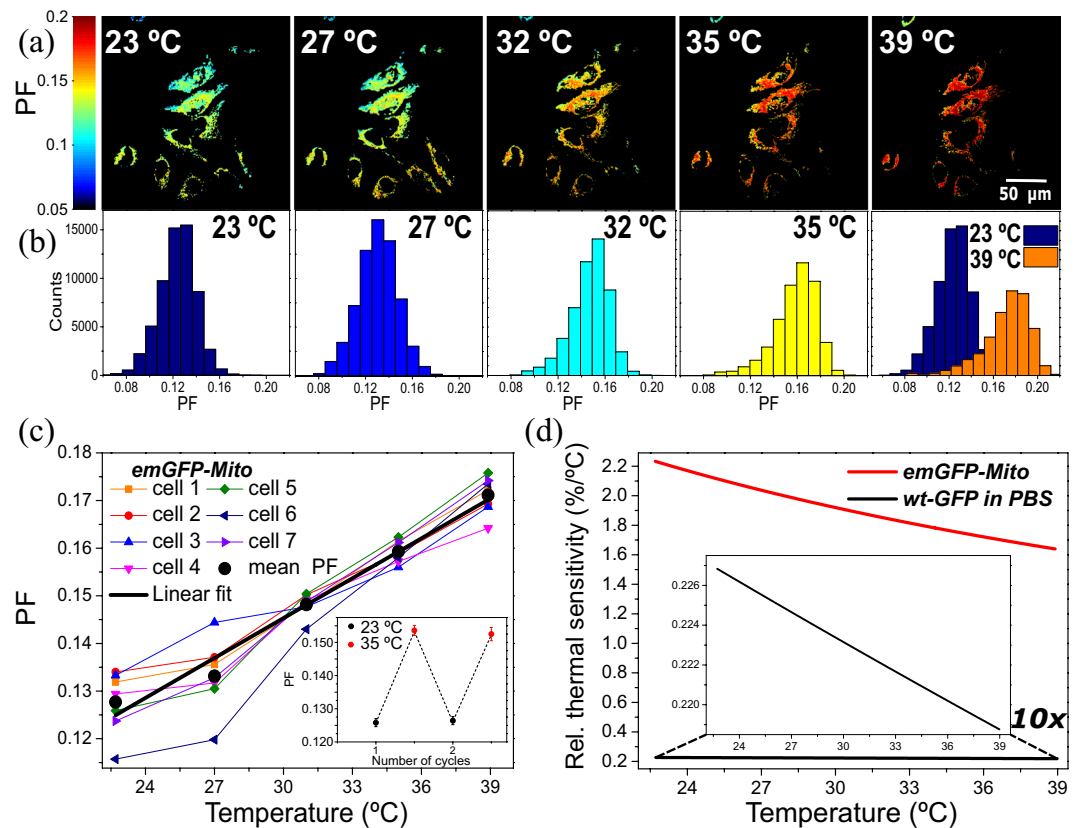 (a)
PF
0.2
0.15
0.1
0.05
23 ºC
27 ºC
32 ºC
35 ºC
39 ºC
50 µm
(b)
Counts
15000
10000
5000
0
23 ºC
27 ºC
32 ºC
35 ºC
23 ºC
39 ºC
0.08 0.12 0.16 0.20
0.08 0.12 0.16 0.20
0.08 0.12 0.16 0.20
0.08 0.12 0.16 0.20
0.08 0.12 0.16 0.20
PF
PF
PF
PF
PF
(c)
PF
0.18
0.17
0.16
0.15
0.14
0.13
0.12
emGFP-Mito
cell 1 cell 5
cell 2 cell 6
cell 3 cell 7
cell 4 mean PF
Linear fit
23 ºC
35 ºC
PF
0.150
0.140
0.130
0.120
1 2
Number of cycles
24 27 30 33 36 39
Temperature (ºC)
(d)
Rel. thermal sensitivity (%/ºC)
2.2
2.0
1.8
1.6
1.4
1.2
1.0
0.8
0.6
0.4
0.2
emGFP-Mito
wt-GFP in PBS
0.226
0.224
0.222
0.220
24 27 30 33 36 39
10x
24 27 30 33 36 39
Temperature (ºC)